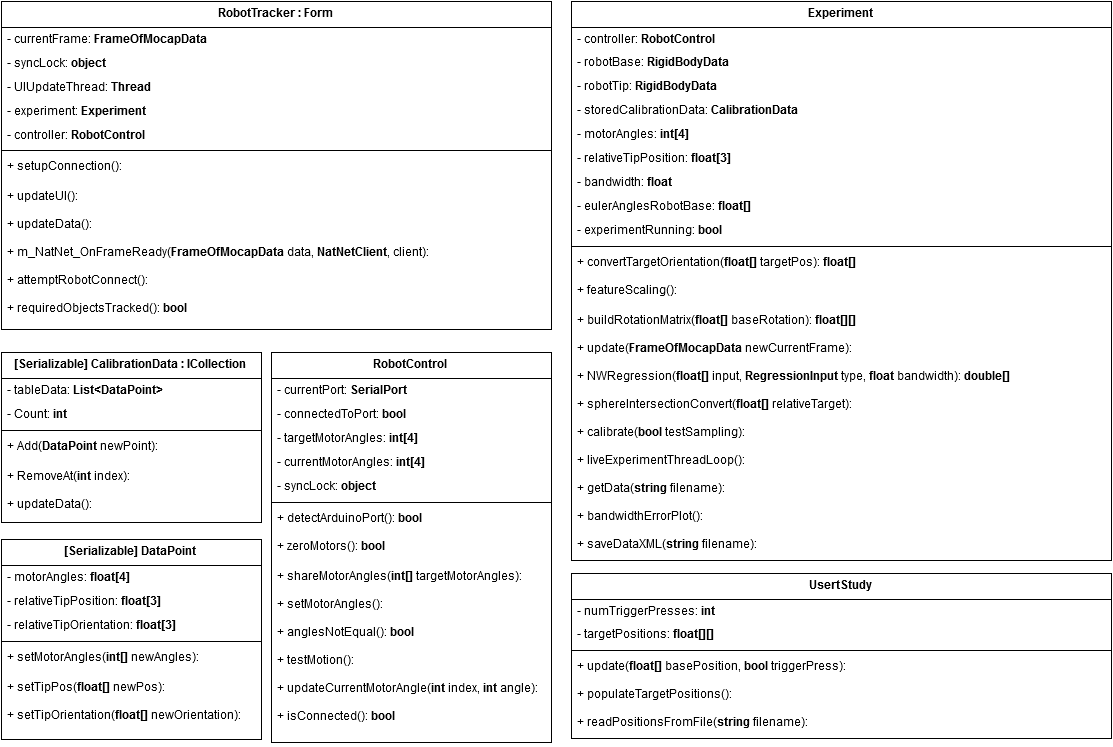 RobotTracker : Form
- currentFrame: FrameOfMocapData
- syncLock: object
- UIUpdateThread: Thread
- experiment: Experiment
- controller: RobotControl
+ setupConnection():
+ updateUI():
+ updateData():
+ m_NatNet_OnFrameReady(FrameOfMocapData data, NatNetClient, client):
+ attemptRobotConnect():
+ requiredObjectsTracked(): bool
[Serializable] CalibrationData : ICollection
- tableData: List<DataPoint>
- Count: int
+ Add(DataPoint newPoint):
+ RemoveAt(int index):
+ updateData():
[Serializable] DataPoint
- motorAngles: float[4]
- relativeTipPosition: float[3]
- relativeTipOrientation: float[3]
+ setMotorAngles(int[] newAngles):
+ setTipPos(float[] newPos):
+ setTipOrientation(float[] newOrientation):
RobotControl
- currentPort: SerialPort
- connectedToPort: bool
- targetMotorAngles: int[4]
- currentMotorAngles: int[4]
- syncLock: object
+ detectArduinoPort(): bool
+ zeroMotors(): bool
+ shareMotorAngles(int[] targetMotorAngles):
+ setMotorAngles():
+ anglesNotEqual(): bool
+ testMotion():
+ updateCurrentMotorAngle(int index, int angle):
+ isConnected(): bool
Experiment
- controller: RobotControl
- robotBase: RigidBodyData
- robotTip: RigidBodyData
- storedCalibrationData: CalibrationData
- motorAngles: int[4]
- relativeTipPosition: float[3]
- bandwidth: float
- eulerAnglesRobotBase: float[]
- experimentRunning: bool
+ convertTargetOrientation(float[] targetPos): float[]
+ featureScaling():
+ buildRotationMatrix(float[] baseRotation): float[][]
+ update(FrameOfMocapData newCurrentFrame):
+ NWRegression(float[] input, RegressionInput type, float bandwidth): double[]
+ sphereIntersectionConvert(float[] relativeTarget):
+ calibrate(bool testSampling):
+ liveExperimentThreadLoop():
+ getData(string filename):
+ bandwidthErrorPlot():
+ saveDataXML(string filename):
UsertStudy
- numTriggerPresses: int
- targetPositions: float[][]
+ update(float[] basePosition, bool triggerPress):
+ populateTargetPositions():
+ readPositionsFromFile(string filename):